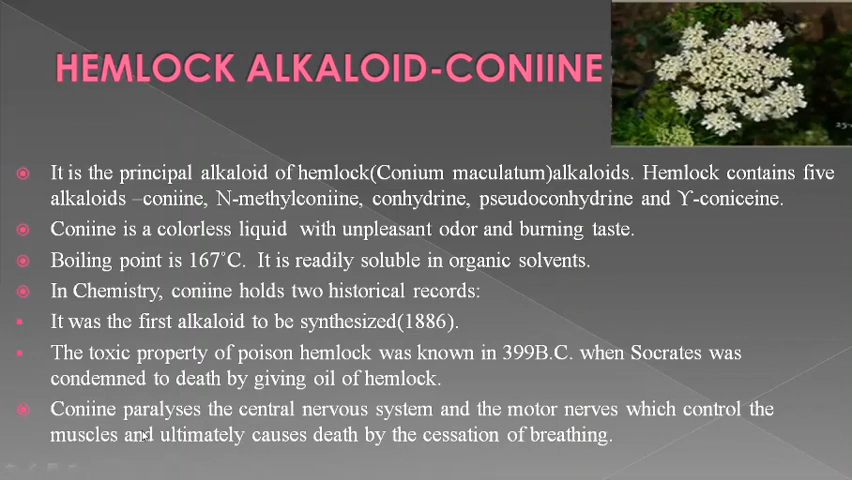 HEMLOCK ALKALOID-CONIINE
It is the principal alkaloid of hemlock(Conium maculatum)alkaloids. Hemlock contains five
alkaloids –coniine, N-methylconiine, conhydrine, pseudoconhydrine and ϒ-coniceine.
Coniine is a colorless liquid with unpleasant odor and burning taste.
Boiling point is 167˚C. It is readily soluble in organic solvents.
In Chemistry, coniine holds two historical records:
It was the first alkaloid to be synthesized(1886).
The toxic property of poison hemlock was known in 399B.C. when Socrates was
condemned to death by giving oil of hemlock.
Coniine paralyses the central nervous system and the motor nerves which control the
muscles and ultimately causes death by the cessation of breathing.